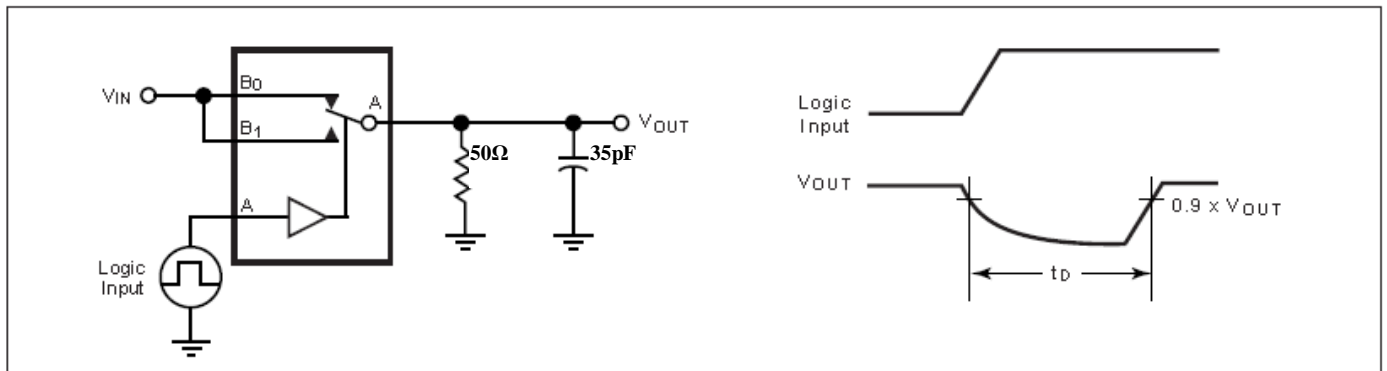 VIN
B0
B1
A
A
50Ω
35pF
VOUT
Logic
Input
Logic
Input
VOUT
0.9 x VOUT
tD